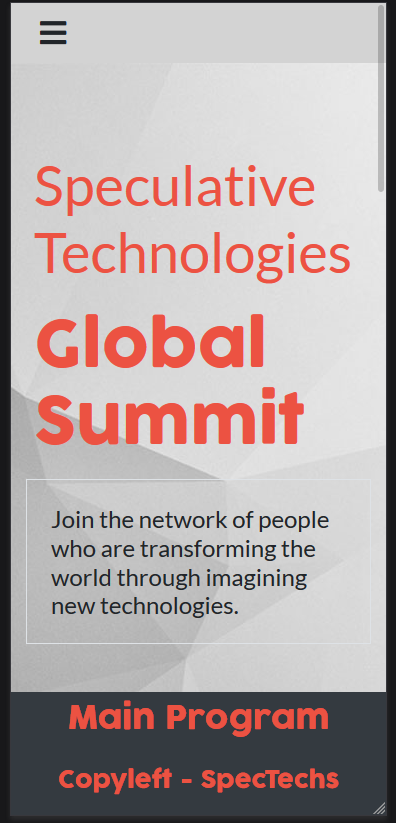 Speculative
Technologies
Global
Summit
Join the network of people
who are transforming the
world through imagining
new technologies.
Main Program
Copyleft - SpecTechs